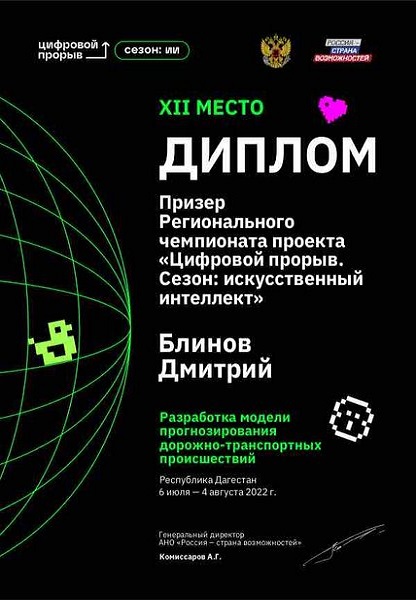 цифровой
прорыв
сезон: ии
РОССИЯ –
СТРАНА
ВОЗМОЖНОСТЕЙ
XII МЕСТО
ДИПЛОМ
Призер
Регионального
чемпионата проекта
«Цифровой прорыв.
Сезон: искусственный
интеллект»
Блинов
Дмитрий
Разработка модели
прогнозирования
дорожно-транспортных
происшествий
Республика Дагестан
6 июля — 4 августа 2022 г.
Генеральный директор
АНО «Россия – страна возможностей»
Комиссаров А.Г.